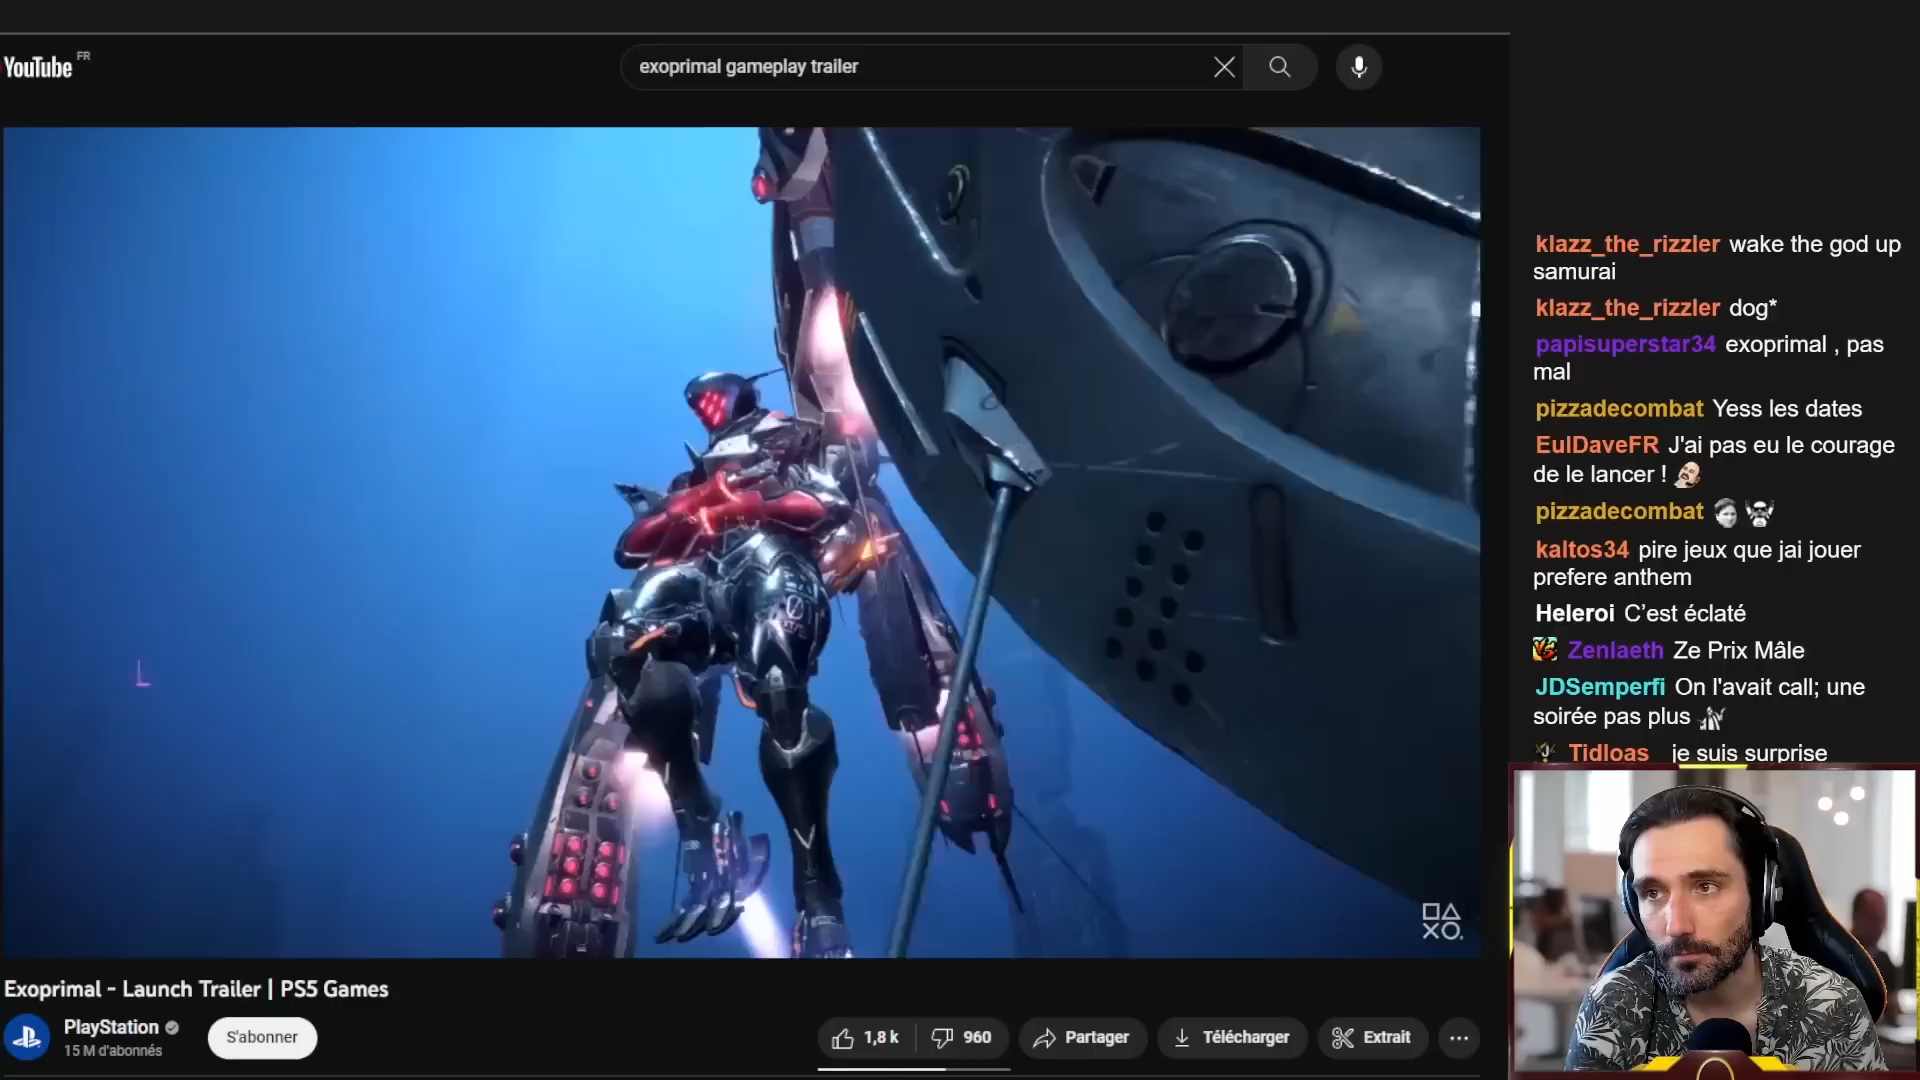 YouTube FR
exoprimal gameplay trailer
klazz_the_rizzler wake the god up
samurai
klazz_the_rizzler dog*
papisuperstar34 exoprimal , pas
mal
pizzadecombat Yess les dates
EulDaveFR J'ai pas eu le courage
de le lancer !
pizzadecombat
kaltos34 pire jeux que jai jouer
prefere anthem
Heleroi C’est éclaté
Zenlaeth Ze Prix Mâle
JDSemperfi On l'avait call; une
soirée pas plus
Tidloas je suis surprise
Exoprimal - Launch Trailer | PS5 Games
PlayStation
15 M d'abonnés
S'abonner
1,8 k
960
Partager
Télécharger
Extrait